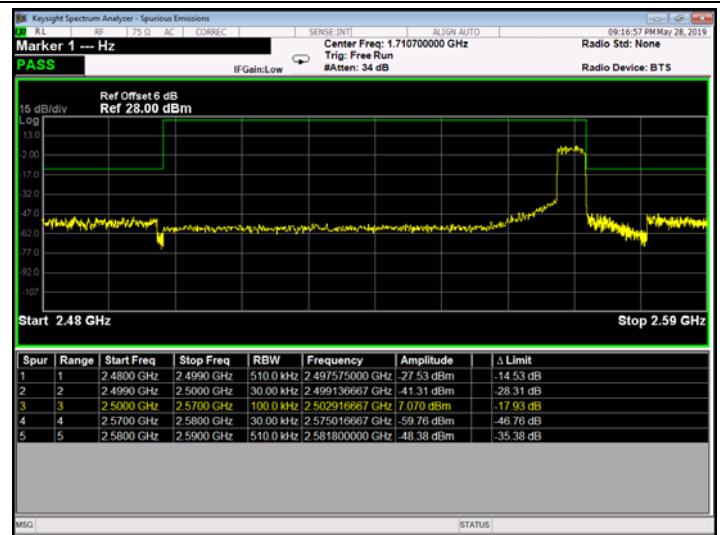 Keysight Spectrum Analyzer - Spurious Emissions
RL RF 75 Ω AC CORREC SENSE:INT ALIGN AUTO 09:16:57 PM May 28, 2019
Marker 1 --- Hz Center Freq: 1.710700000 GHz Radio Std: None
Trig: Free Run
PASS IFGain:Low #Atten: 34 dB Radio Device: BTS
Ref Offset 6 dB
15 dB/div Ref 28.00 dBm
Log
13.0
-2.00
-17.0
-32.0
-47.0
-62.0
-77.0
-92.0
-107
Start 2.48 GHz Stop 2.59 GHz
Spur Range Start Freq Stop Freq RBW Frequency Amplitude Δ Limit
1 1 2.4800 GHz 2.4990 GHz 510.0 kHz 2.497575000 GHz -27.53 dBm -14.53 dB
2 2 2.4990 GHz 2.5000 GHz 30.00 kHz 2.499136667 GHz -41.31 dBm -28.31 dB
3 3 2.5000 GHz 2.5700 GHz 100.0 kHz 2.502916667 GHz 7.070 dBm -17.93 dB
4 4 2.5700 GHz 2.5800 GHz 30.00 kHz 2.575016667 GHz -59.76 dBm -46.76 dB
5 5 2.5800 GHz 2.5900 GHz 510.0 kHz 2.581800000 GHz -48.38 dBm -35.38 dB
MSG STATUS